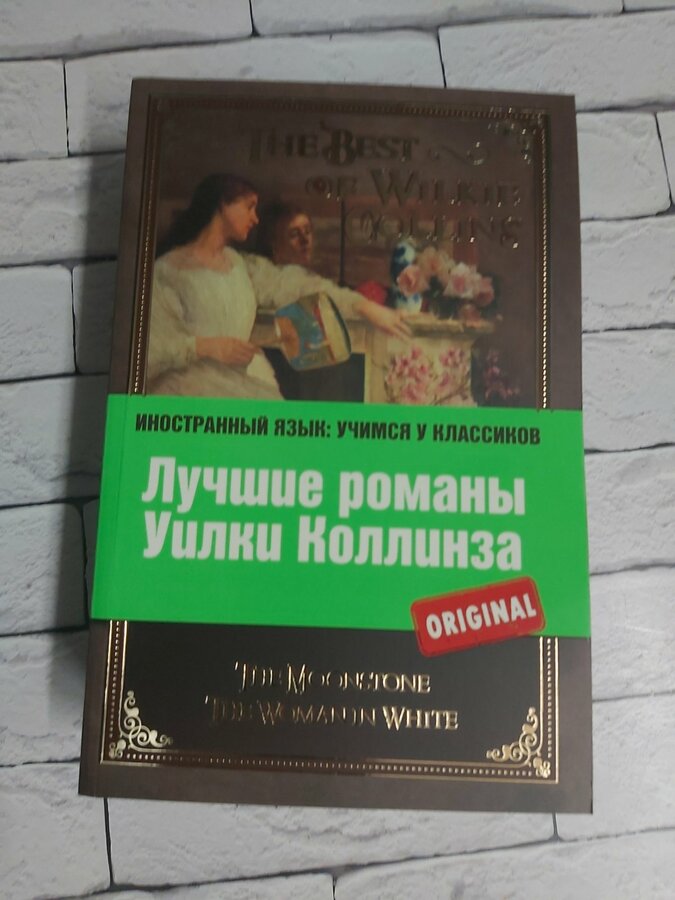 The Best
of Wilkie
Collins
ИНОСТРАННЫЙ ЯЗЫК: УЧИМСЯ У КЛАССИКОВ
Лучшие романы
Уилки Коллинза
ORIGINAL
The Moonstone
The Woman in White